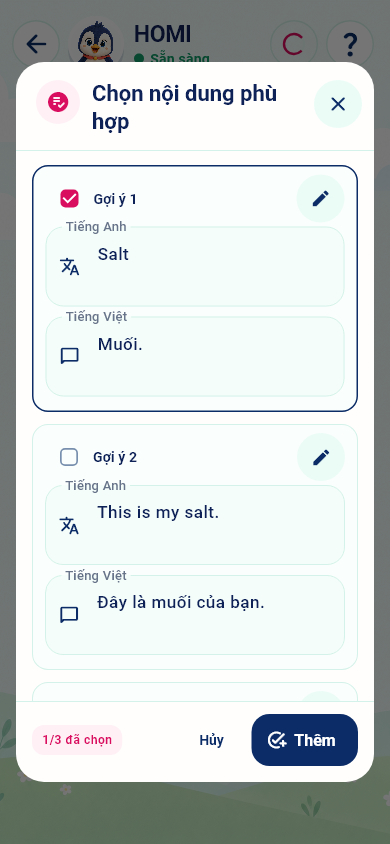 HOMI
Sẵn sàng
?
Chọn nội dung phù
hợp
Gợi ý 1
Tiếng Anh
Salt
Tiếng Việt
Muối.
Gợi ý 2
Tiếng Anh
This is my salt.
Tiếng Việt
Đây là muối của bạn.
1/3 đã chọn
Hủy
Thêm